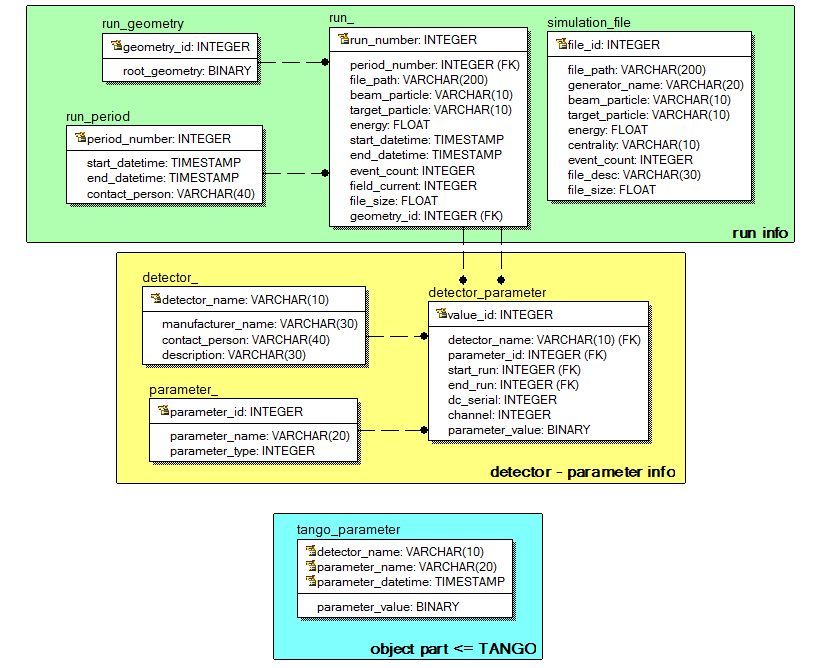 run_geometry
geometry_id: INTEGER
root_geometry: BINARY
run_period
period_number: INTEGER
start_datetime: TIMESTAMP
end_datetime: TIMESTAMP
contact_person: VARCHAR(40)
run_
run_number: INTEGER
period_number: INTEGER (FK)
file_path: VARCHAR(200)
beam_particle: VARCHAR(10)
target_particle: VARCHAR(10)
energy: FLOAT
start_datetime: TIMESTAMP
end_datetime: TIMESTAMP
event_count: INTEGER
field_current: INTEGER
file_size: FLOAT
geometry_id: INTEGER (FK)
simulation_file
file_id: INTEGER
file_path: VARCHAR(200)
generator_name: VARCHAR(20)
beam_particle: VARCHAR(10)
target_particle: VARCHAR(10)
energy: FLOAT
centrality: VARCHAR(10)
event_count: INTEGER
file_desc: VARCHAR(30)
file_size: FLOAT
run info
detector_
detector_name: VARCHAR(10)
manufacturer_name: VARCHAR(30)
contact_person: VARCHAR(40)
description: VARCHAR(30)
parameter_
parameter_id: INTEGER
parameter_name: VARCHAR(20)
parameter_type: INTEGER
detector_parameter
value_id: INTEGER
detector_name: VARCHAR(10) (FK)
parameter_id: INTEGER (FK)
start_run: INTEGER (FK)
end_run: INTEGER (FK)
dc_serial: INTEGER
channel: INTEGER
parameter_value: BINARY
detector - parameter info
tango_parameter
detector_name: VARCHAR(10)
parameter_name: VARCHAR(20)
parameter_datetime: TIMESTAMP
parameter_value: BINARY
object part <= TANGO